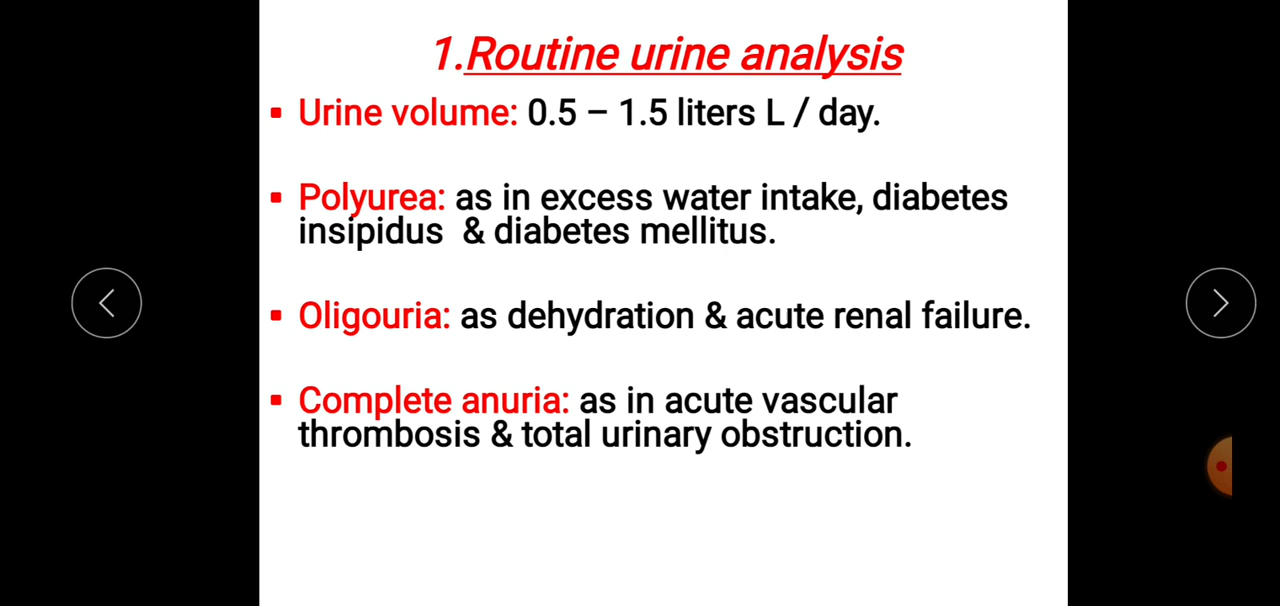 1.Routine urine analysis
▪ Urine volume: 0.5 – 1.5 liters L / day.
▪ Polyurea: as in excess water intake, diabetes
insipidus & diabetes mellitus.
▪ Oligouria: as dehydration & acute renal failure.
▪ Complete anuria: as in acute vascular
thrombosis & total urinary obstruction.